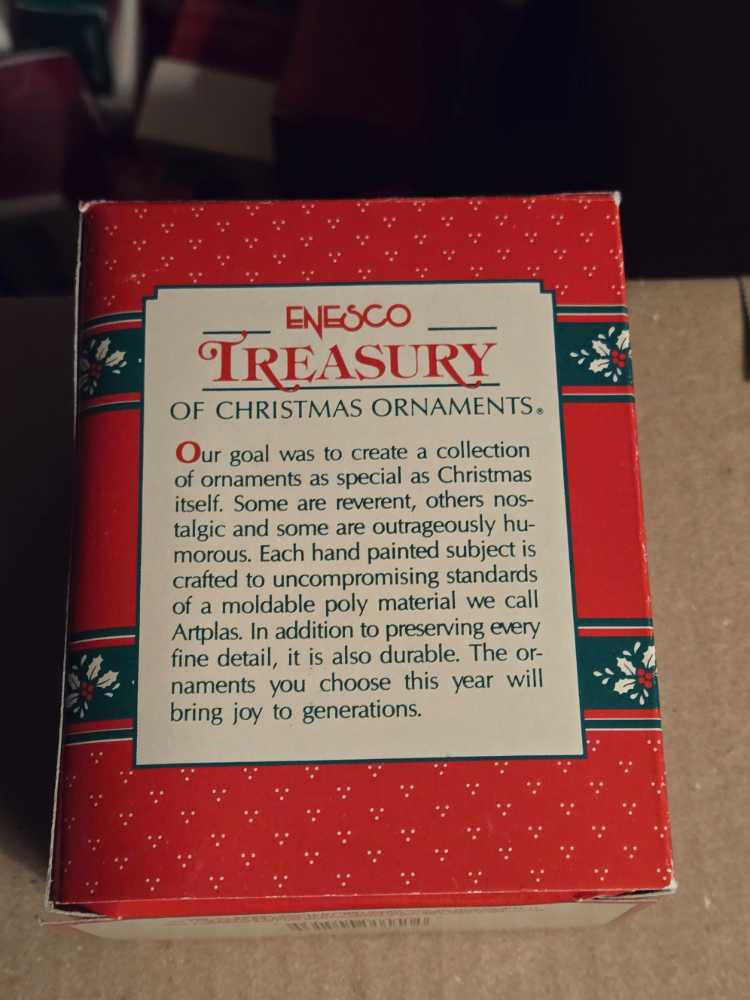 ENESCO
TREASURY
OF CHRISTMAS ORNAMENTS®
Our goal was to create a collection
of ornaments as special as Christmas
itself. Some are reverent, others nos-
talgic and some are outrageously hu-
morous. Each hand painted subject is
crafted to uncompromising standards
of a moldable poly material we call
Artplas. In addition to preserving every
fine detail, it is also durable. The or-
naments you choose this year will
bring joy to generations.